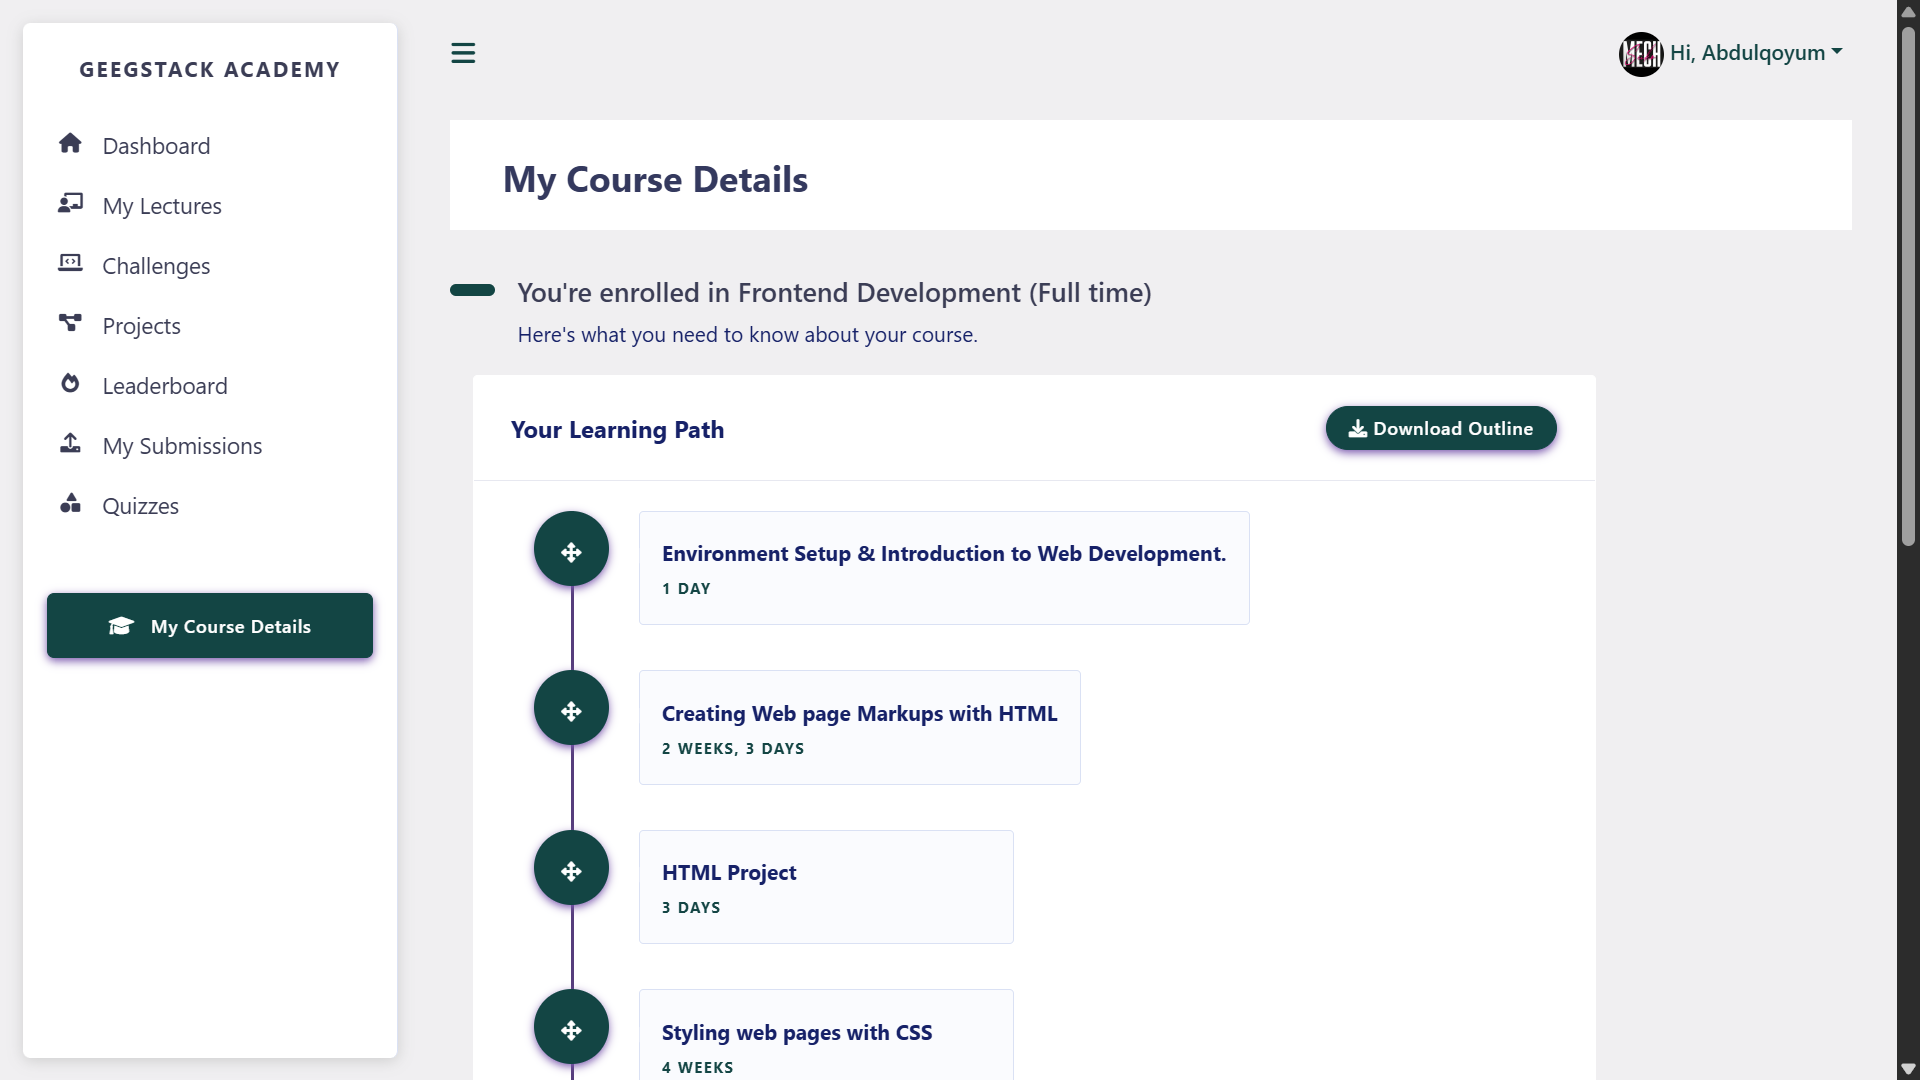 GEEGSTACK ACADEMY
Dashboard
My Lectures
Challenges
Projects
Leaderboard
My Submissions
Quizzes
My Course Details
MECH
Hi, Abdulqoyum
My Course Details
You're enrolled in Frontend Development (Full time)
Here's what you need to know about your course.
Your Learning Path
Download Outline
Environment Setup & Introduction to Web Development.
1 DAY
Creating Web page Markups with HTML
2 WEEKS, 3 DAYS
HTML Project
3 DAYS
Styling web pages with CSS
4 WEEKS